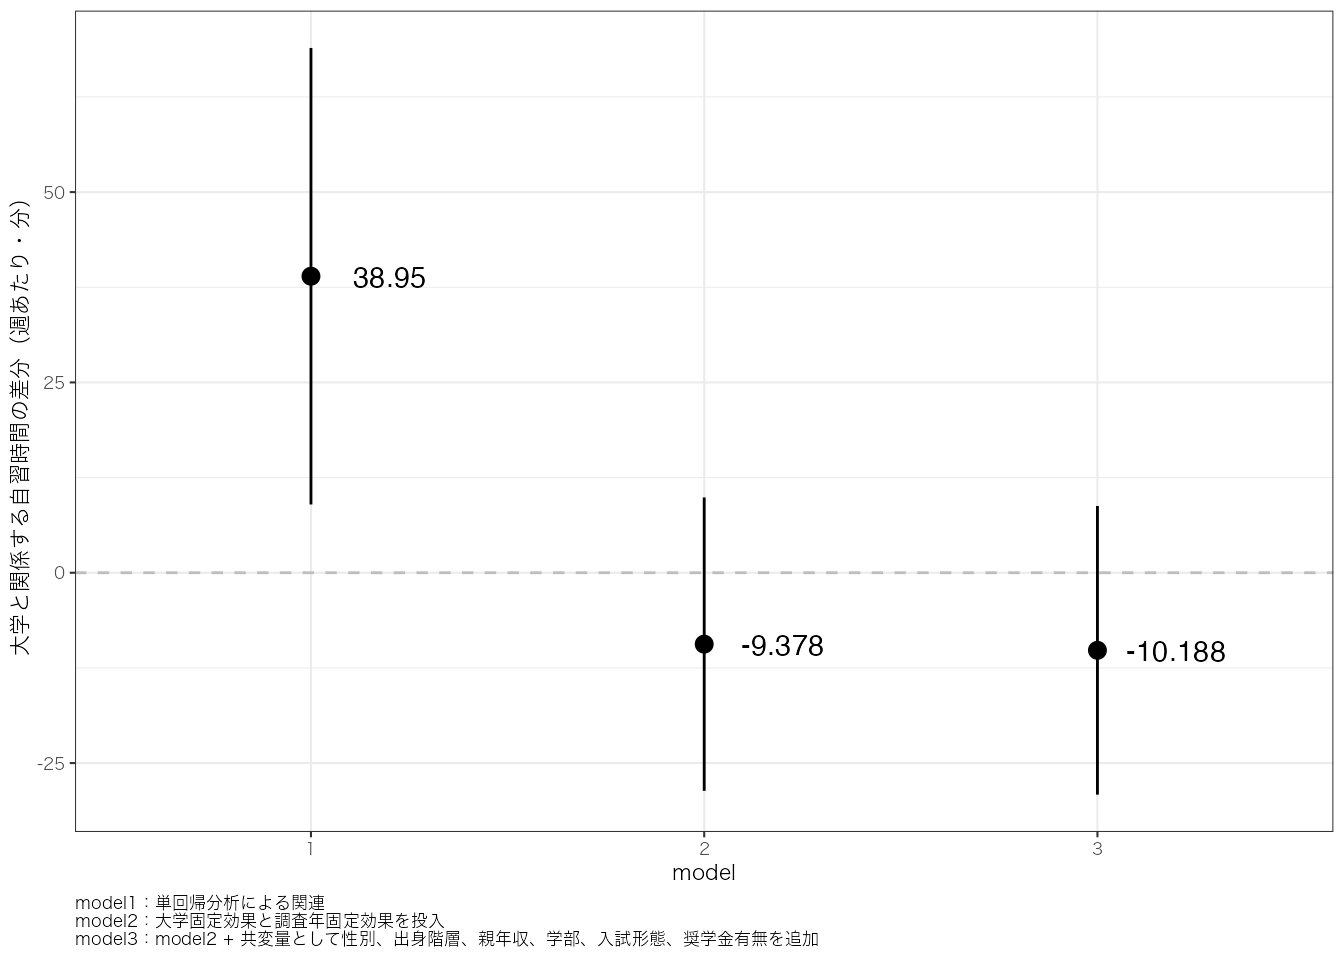 大学と関係する自習時間の差分（週あたり・分）
50
25
0
-25
38.95
-9.378
-10.188
1
2
3
model
model1：単回帰分析による関連
model2：大学固定効果と調査年固定効果を投入
model3：model2 + 共変量として性別、出身階層、親年収、学部、入試形態、奨学金有無を追加